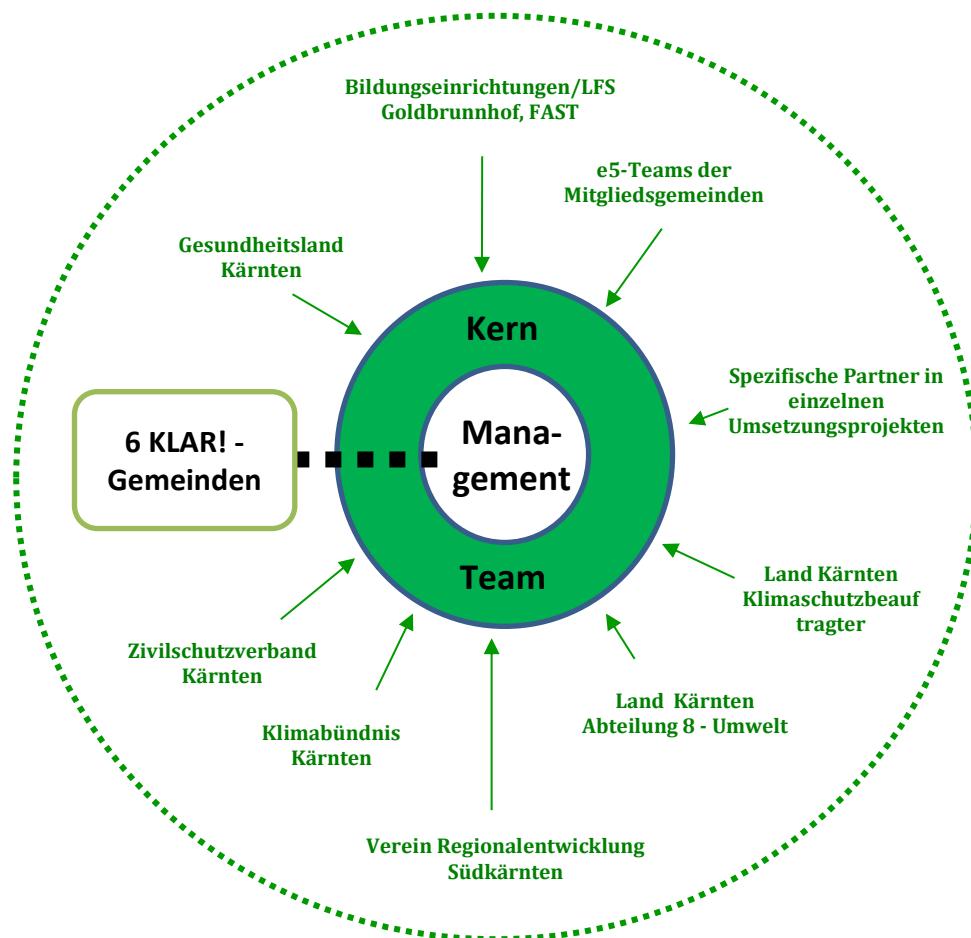 Bildungseinrichtungen/LFS
Goldbrunnhof, FAST
e5-Teams der
Mitgliedsgemeinden
Gesundheitsland
Kärnten
Kern
Spezifische Partner in
einzelnen
Umsetzungsprojekten
6 KLAR! -
Gemeinden
Mana-
gement
Team
Land Kärnten
Klimaschutzbeauf
tragter
Zivilschutzverband
Kärnten
Land Kärnten
Abteilung 8 - Umwelt
Klimabündnis
Kärnten
Verein Regionalentwicklung
Südkärnten